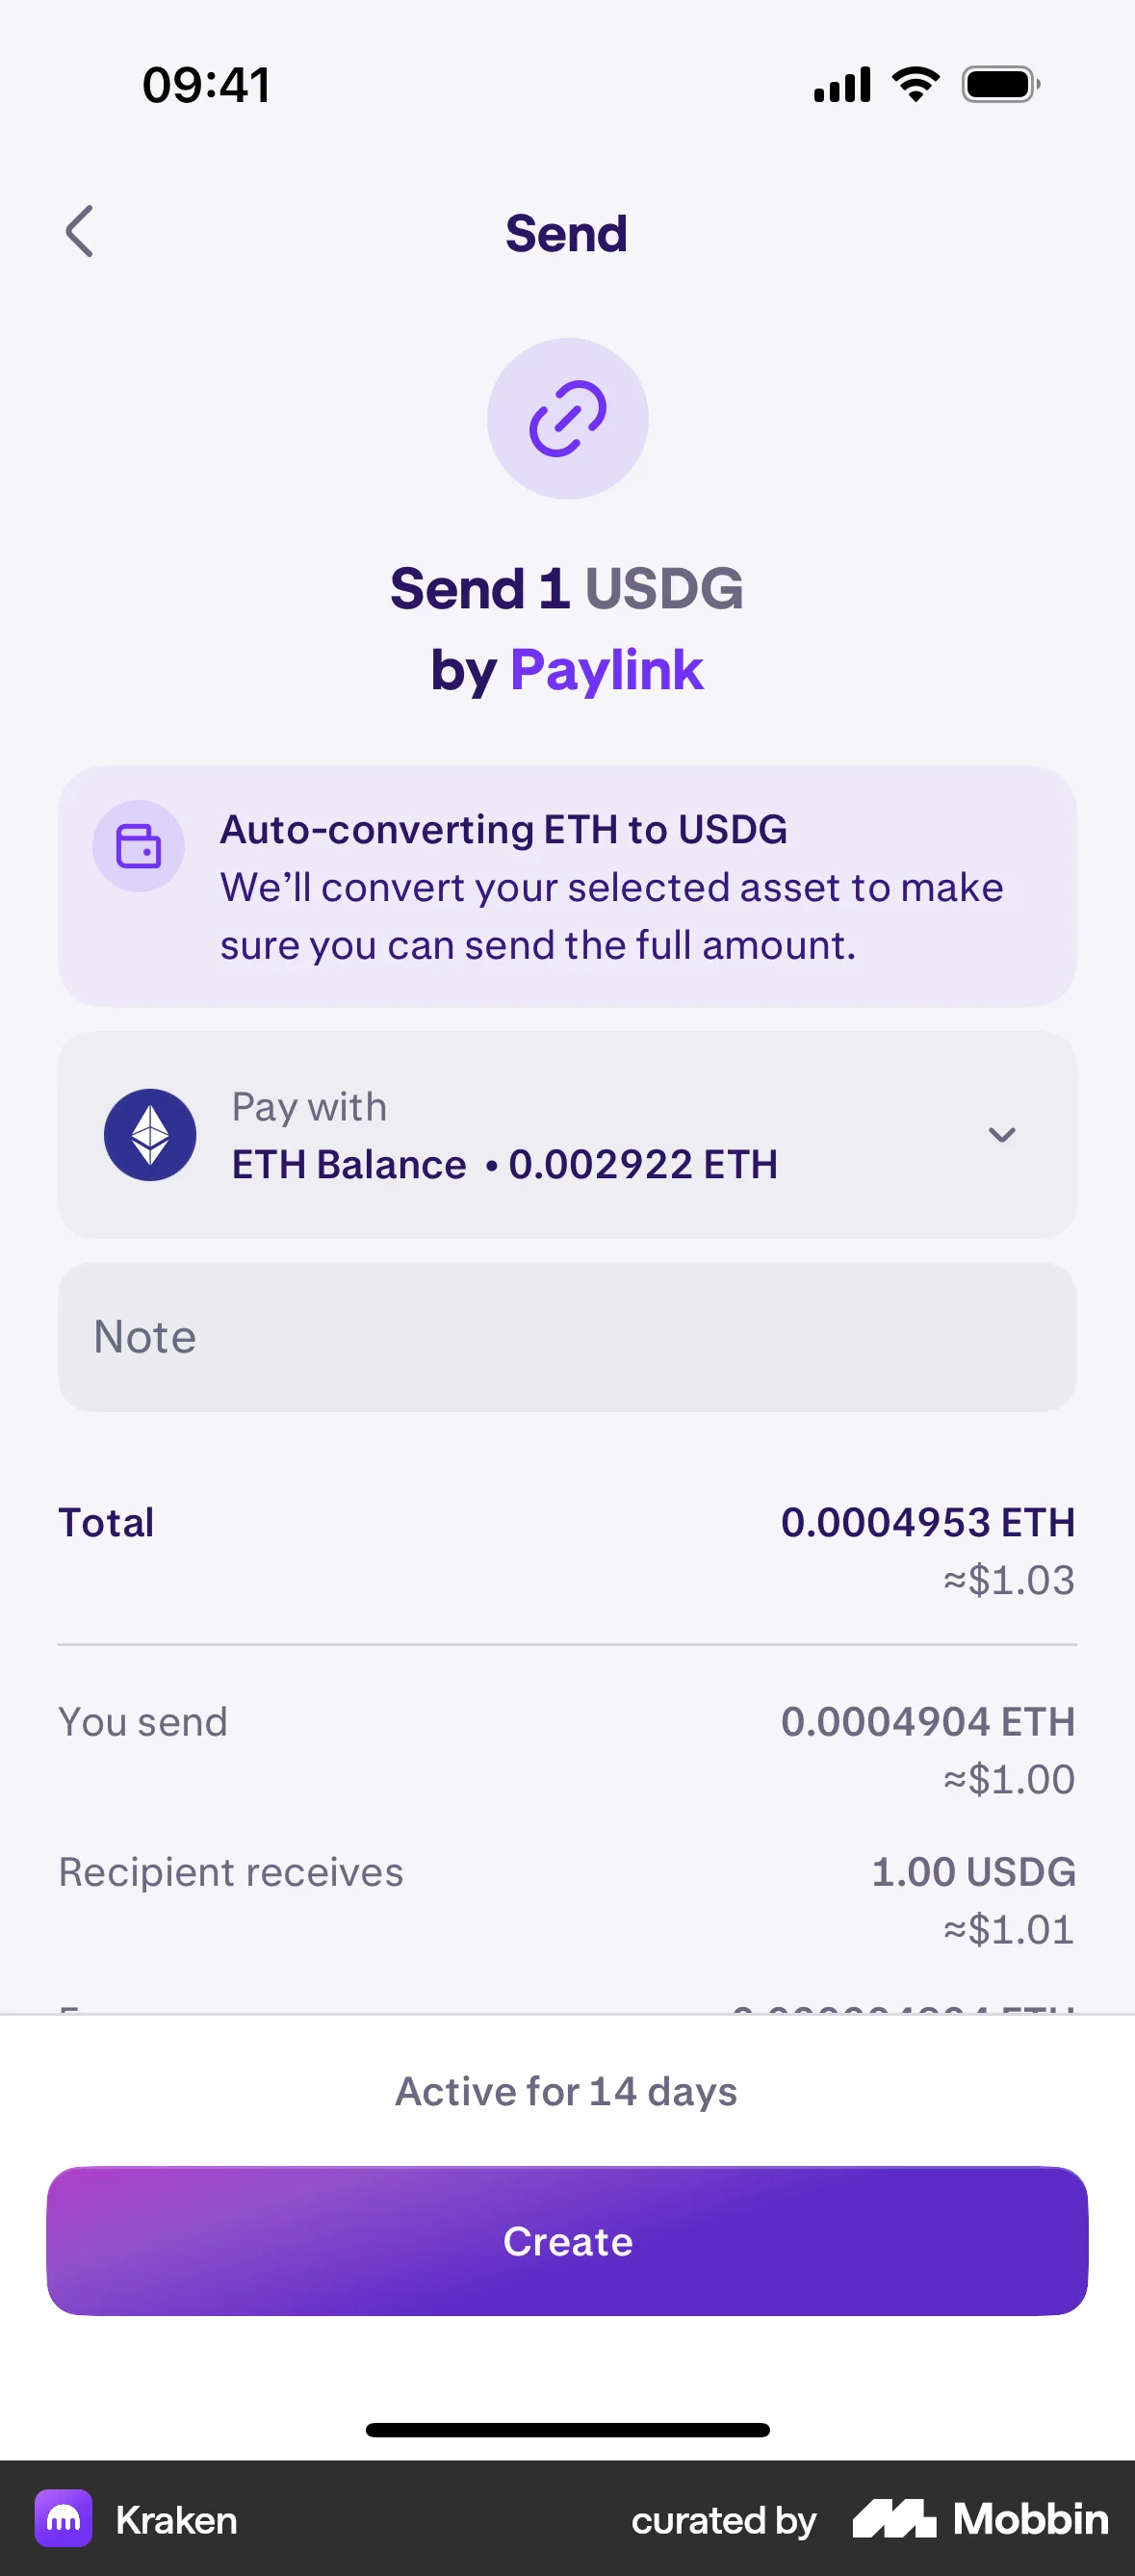 09:41
Send
Send 1 USDG
by Paylink
Auto-converting ETH to USDG
We’ll convert your selected asset to make
sure you can send the full amount.
Pay with
ETH Balance • 0.002922 ETH
Note
Total
0.0004953 ETH
≈$1.03
You send
0.0004904 ETH
≈$1.00
Recipient receives
1.00 USDG
≈$1.01
Active for 14 days
Create
Kraken
curated by Mobbin